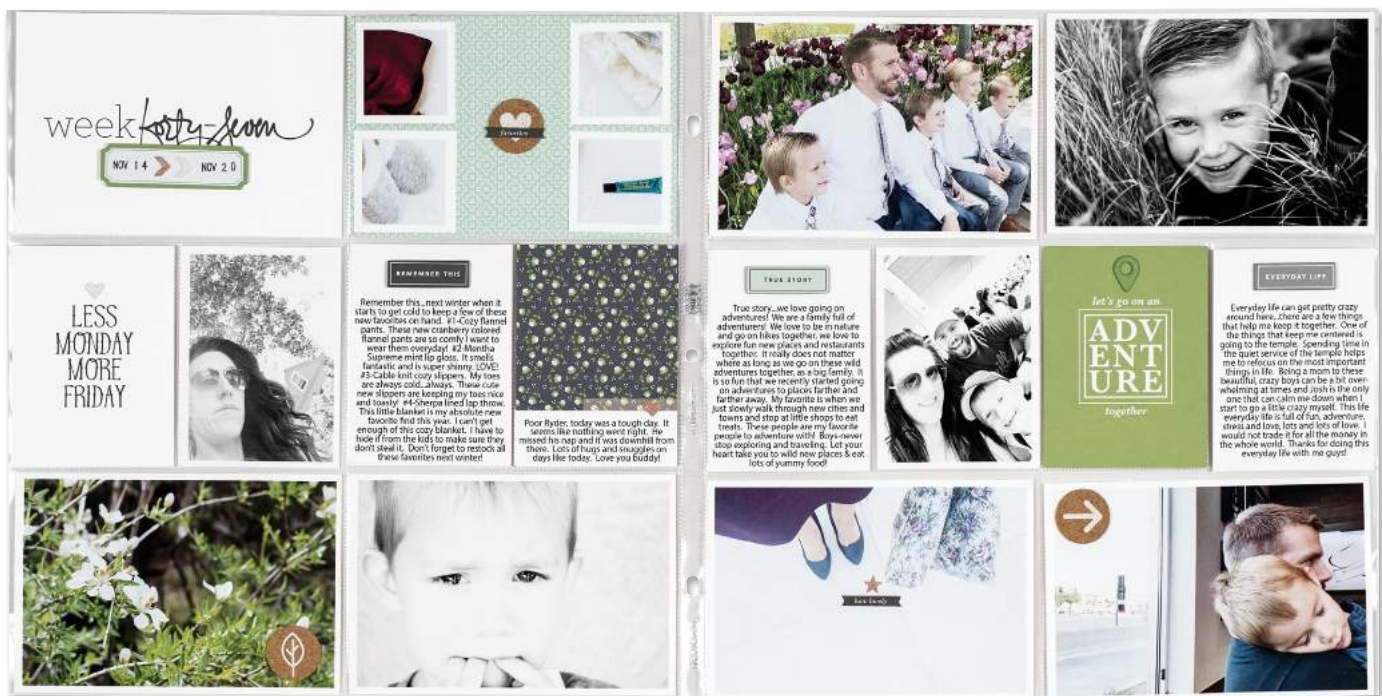 week forty-seven
NOV 14 NOV 20
favorites
LESS
MONDAY
MORE
FRIDAY
REMEMBER THIS
Remember this...next winter when it
starts to get cold to keep a few of these
new favorites on hand. #1-Cozy flannel
pants. These new cranberry colored
flannel pants are so comfy I want to
wear them everyday! #2-Mentha
Supreme mint lip gloss. It smells
fantastic and is super shinny. LOVE!
#3-Cable knit cozy slippers. My toes
are always cold...always. These cute
new slippers are keeping my toes nice
and toasty! #4-Sherpa lined lap throw.
This little blanket is my absolute new
favorite find this year. I can't get
enough of this cozy blanket. I have to
hide it from the kids to make sure they
don't steal it. Don't forget to restock all
these favorites next winter!
Poor Ryder, today was a tough day. It
seems like nothing went right. He
missed his nap and it was downhill from
there. Lots of hugs and snuggles on
days like today. Love you buddy!
TRUE STORY
True story...we love going on
adventures! We are a family full of
adventurers! We love to be in nature
and go on hikes together, we love to
explore fun new places and restaurants
together. It really does not matter
where as long as we go on these wild
adventures together, as a big family. It
is so fun that we recently started going
on adventures to places farther and
farther away. My favorite is when we
just slowly walk through new cities and
towns and stop at little shops to eat
treats. These people are my favorite
people to adventure with! Boys-never
stop exploring and traveling. Let your
heart take you to wild new places & eat
lots of yummy food!
let's go on an
ADV
ENT
URE
together
EVERYDAY LIFE
Everyday life can get pretty crazy
around here...there are a few things
that help me keep it together. One of
the things that keep me centered is
going to the temple. Spending time in
the quiet service of the temple helps
me to refocus on the most important
things in life. Being a mom to these
beautiful, crazy boys can be a bit over-
whelming at times and Josh is the only
one that can calm me down when I
start to go a little crazy myself. This life
everyday life is full of fun, adventure,
stress and love, lots and lots of love. I
would not trade it for all the money in
the whole world. Thanks for doing this
everyday life with me guys!
how lovely